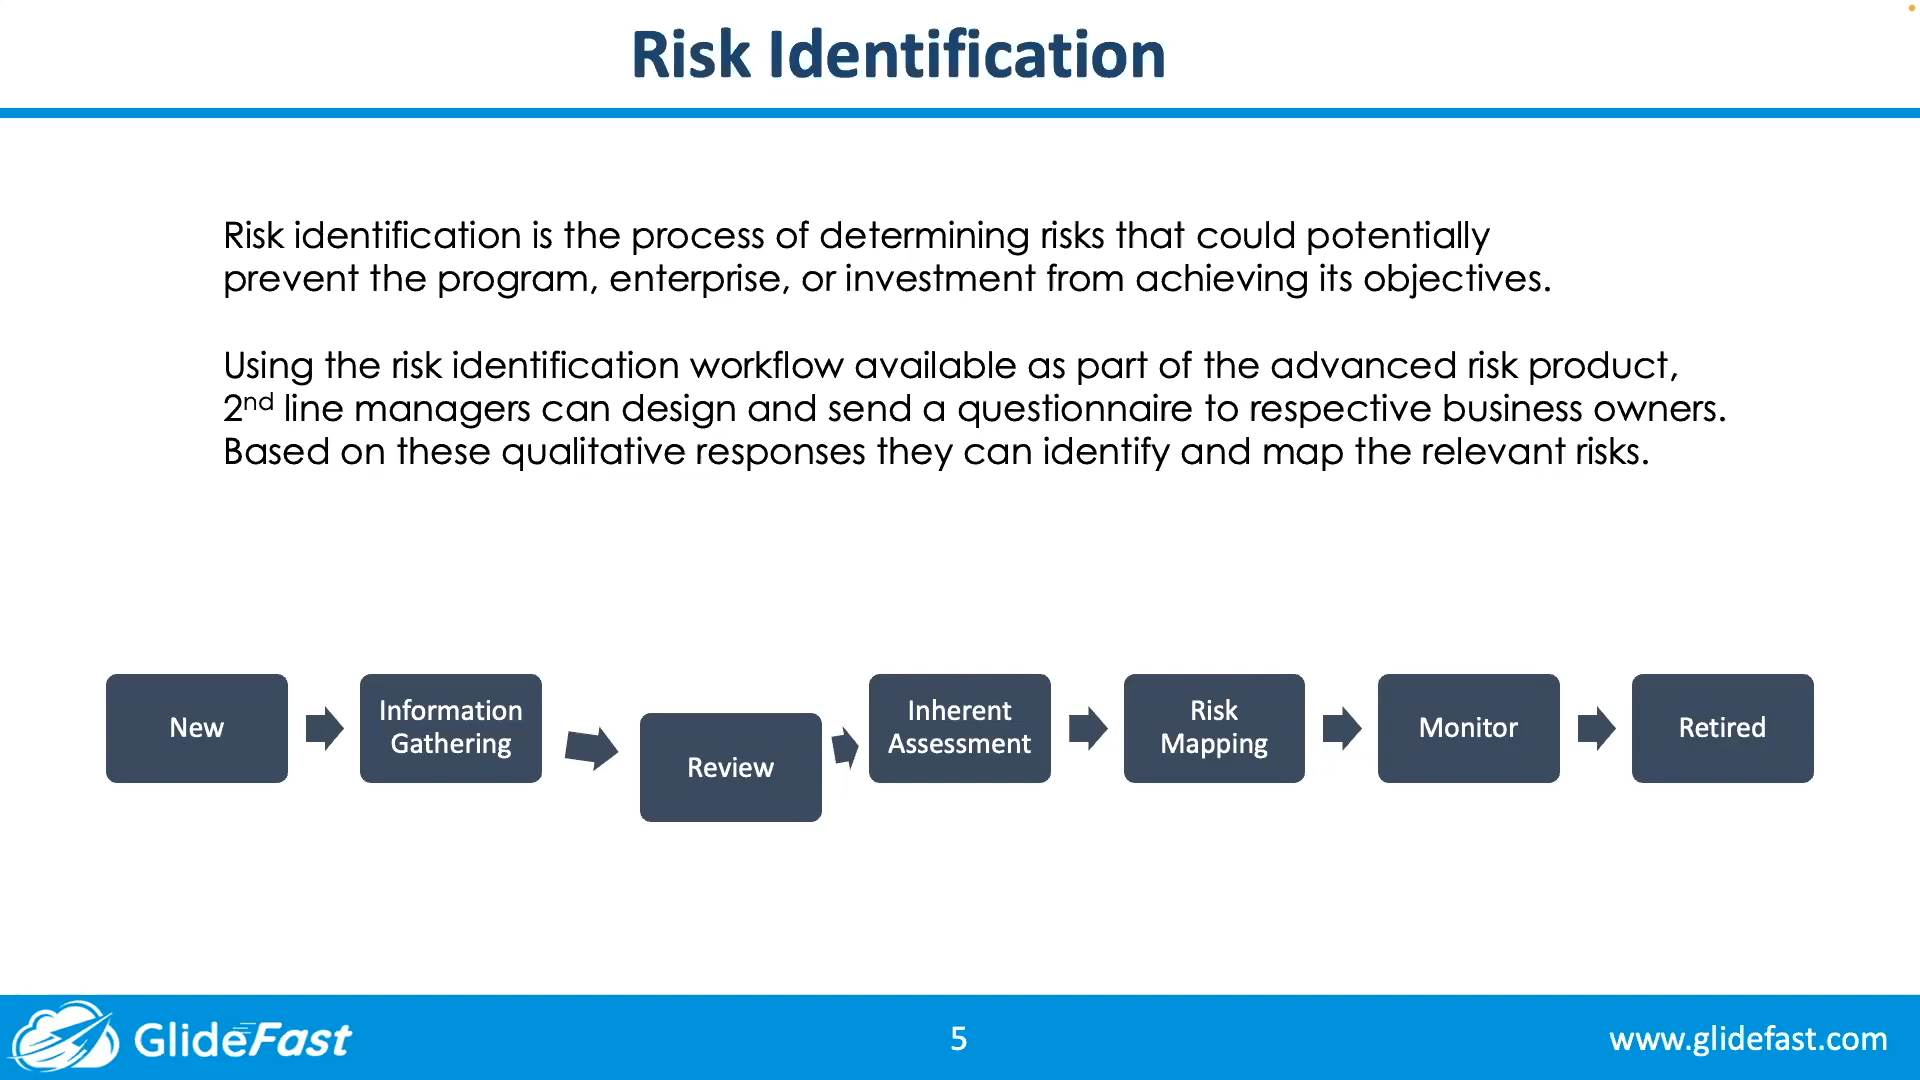 Risk Identification
Risk identification is the process of determining risks that could potentially
prevent the program, enterprise, or investment from achieving its objectives.
Using the risk identification workflow available as part of the advanced risk product,
2nd line managers can design and send a questionnaire to respective business owners.
Based on these qualitative responses they can identify and map the relevant risks.
New
Information
Gathering
Review
Inherent
Assessment
Risk
Mapping
Monitor
Retired
GlideFast
5
www.glidefast.com